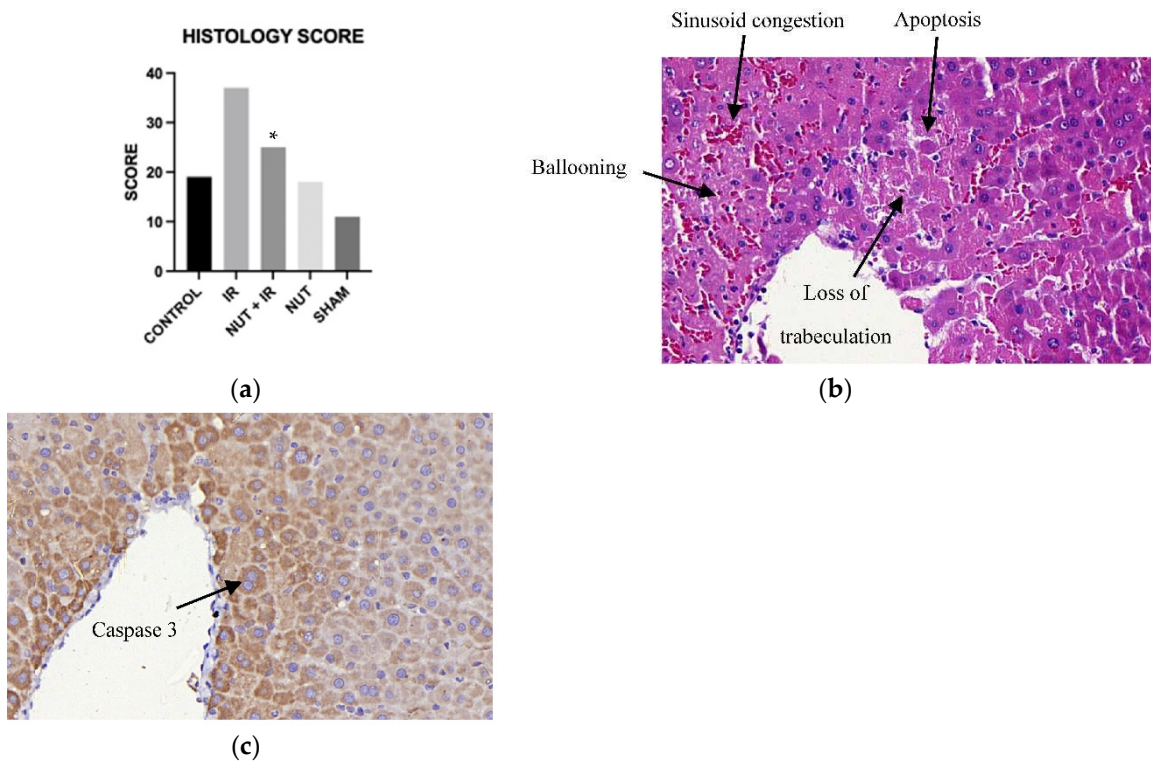 HISTOLOGY SCORE
SCORE
40
30
20
10
0
*
CONTROL
IR
NUT + IR
NUT
SHAM
(a)
Sinusoid congestion
Apoptosis
Ballooning
Loss of
trabeculation
(b)
Caspase 3
(c)